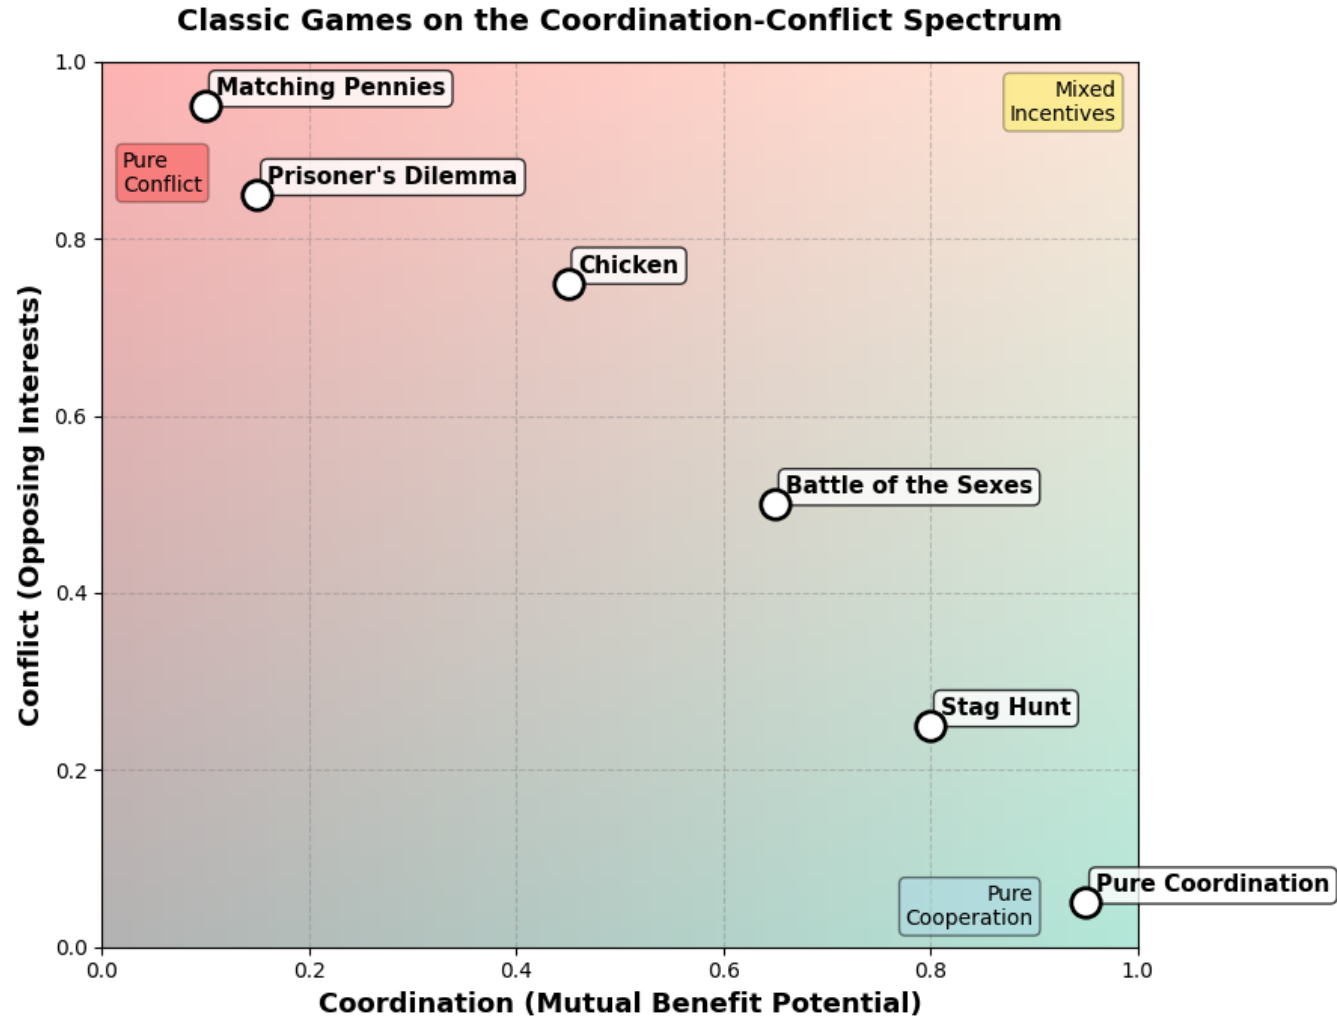 Classic Games on the Coordination-Conflict Spectrum
Conflict (Opposing Interests)
1.0
0.8
0.6
0.4
0.2
0.0
Matching Pennies
Mixed
Incentives
Pure
Conflict
Prisoner's Dilemma
Chicken
Battle of the Sexes
Stag Hunt
Pure Coordination
Pure
Cooperation
0.0
0.2
0.4
0.6
0.8
1.0
Coordination (Mutual Benefit Potential)